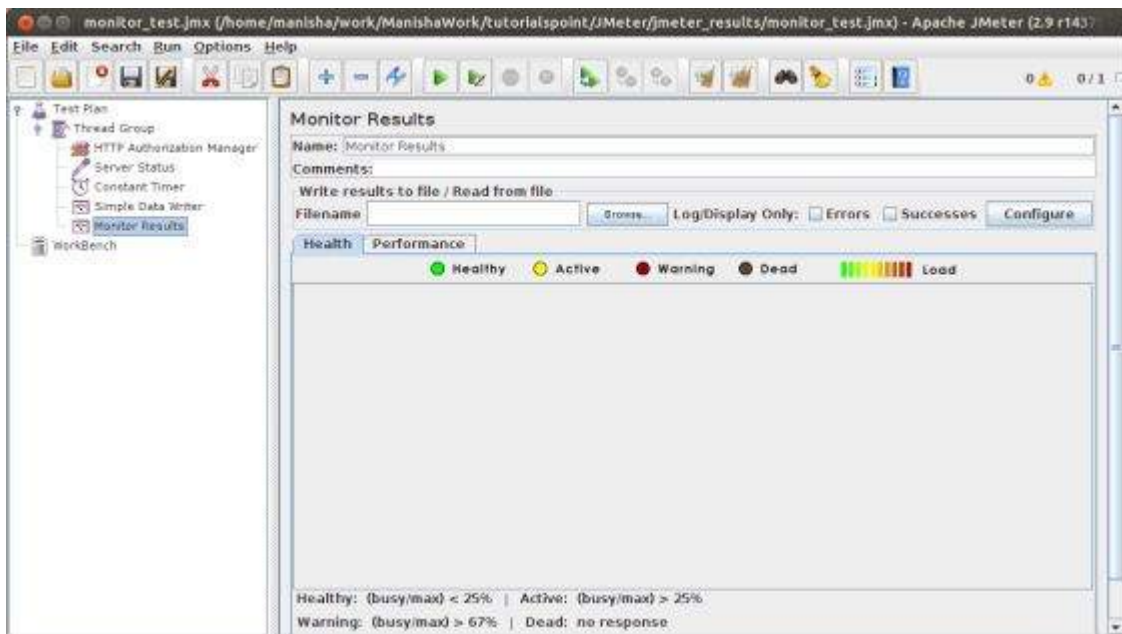 monitor_test.jmx (/home/manisha/work/ManishaWork/tutorialspoint/JMeter/jmeter_results/monitor_test.jmx) - Apache JMeter (2.9 r1437
File Edit Search Run Options Help
0 0/1
Test Plan
Thread Group
HTTP Authorization Manager
Server Status
Constant Timer
Simple Data Writer
Monitor Results
WorkBench
Monitor Results
Name: Monitor Results
Comments:
Write results to file / Read from file
Filename Browse... Log/Display Only: Errors Successes Configure
Health Performance
Healthy Active Warning Dead Load
Healthy: (busy/max) < 25% | Active: (busy/max) > 25%
Warning: (busy/max) > 67% | Dead: no response